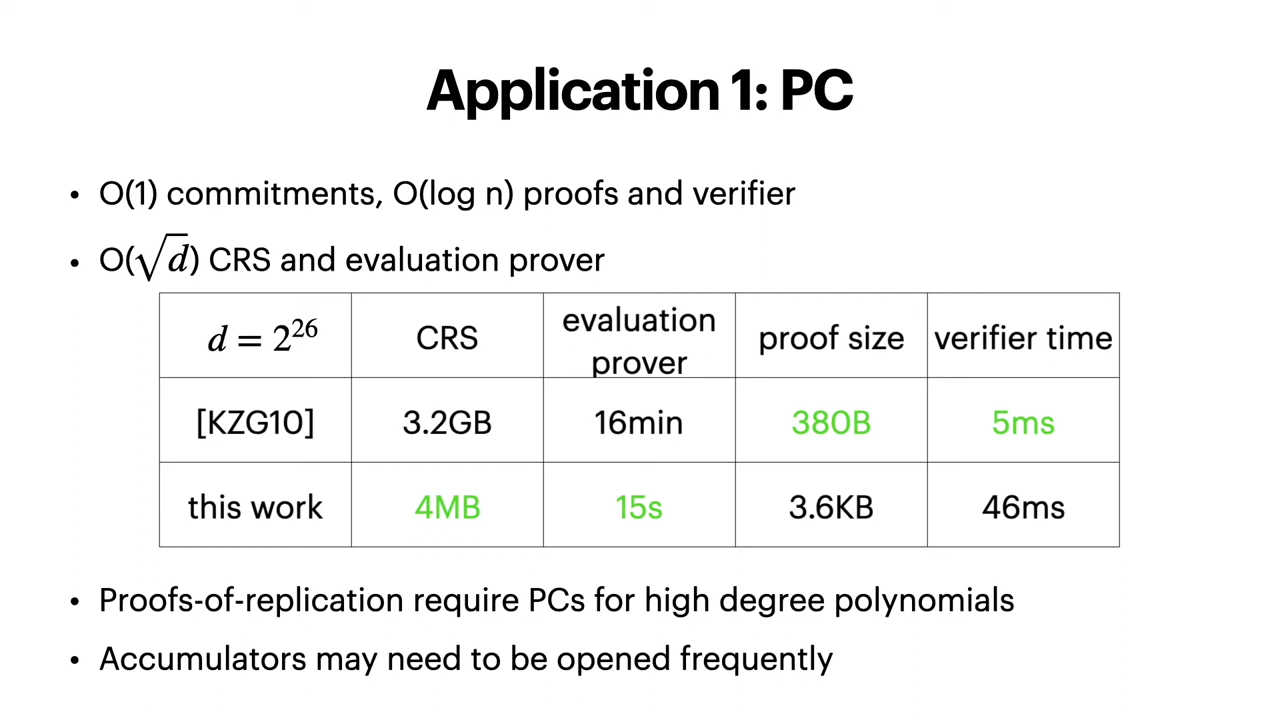 Application 1: PC
• O(1) commitments, O(log n) proofs and verifier
• O(√d) CRS and evaluation prover
d = 2²⁶ CRS evaluation prover proof size verifier time
[KZG10] 3.2GB 16min 380B 5ms
this work 4MB 15s 3.6KB 46ms
• Proofs-of-replication require PCs for high degree polynomials
• Accumulators may need to be opened frequently